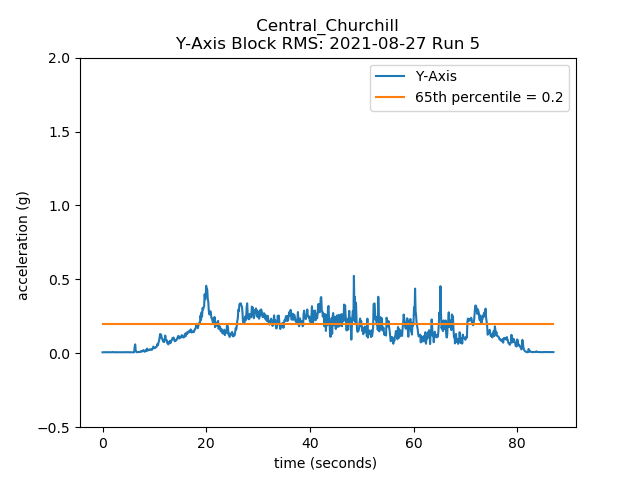 Central_Churchill
Y-Axis Block RMS: 2021-08-27 Run 5
2.0
Y-Axis
65th percentile = 0.2
1.5
1.0
acceleration (g)
0.5
0.0
−0.5
0 20 40 60 80
time (seconds)